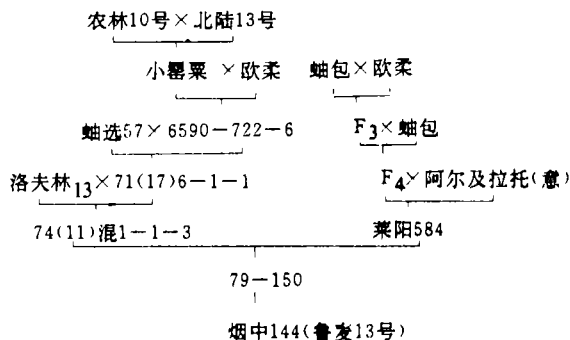 农林10号×北陆13号
小罂粟 ×欧柔 蚰包×欧柔
蚰选57×6590-722-6 F3×蚰包
洛夫林13×71(17)6-1-1 F4×阿尔及拉托(意)
74(11)混1-1-3 莱阳584
79-150
烟中144(鲁麦13号)